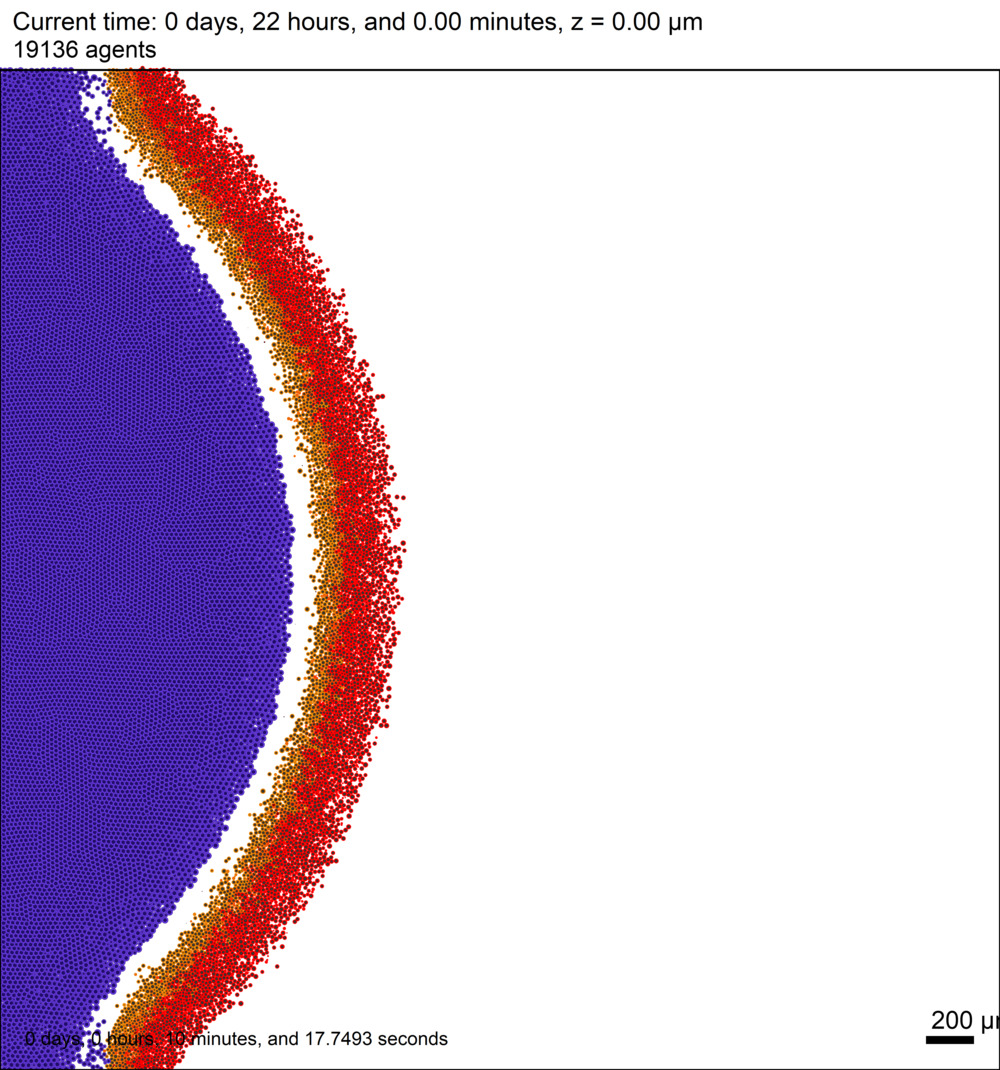 Current time: 0 days, 22 hours, and 0.00 minutes, z = 0.00 µm
19136 agents
200 µ
0 days, 0 hours, 10 minutes, and 17.7493 seconds